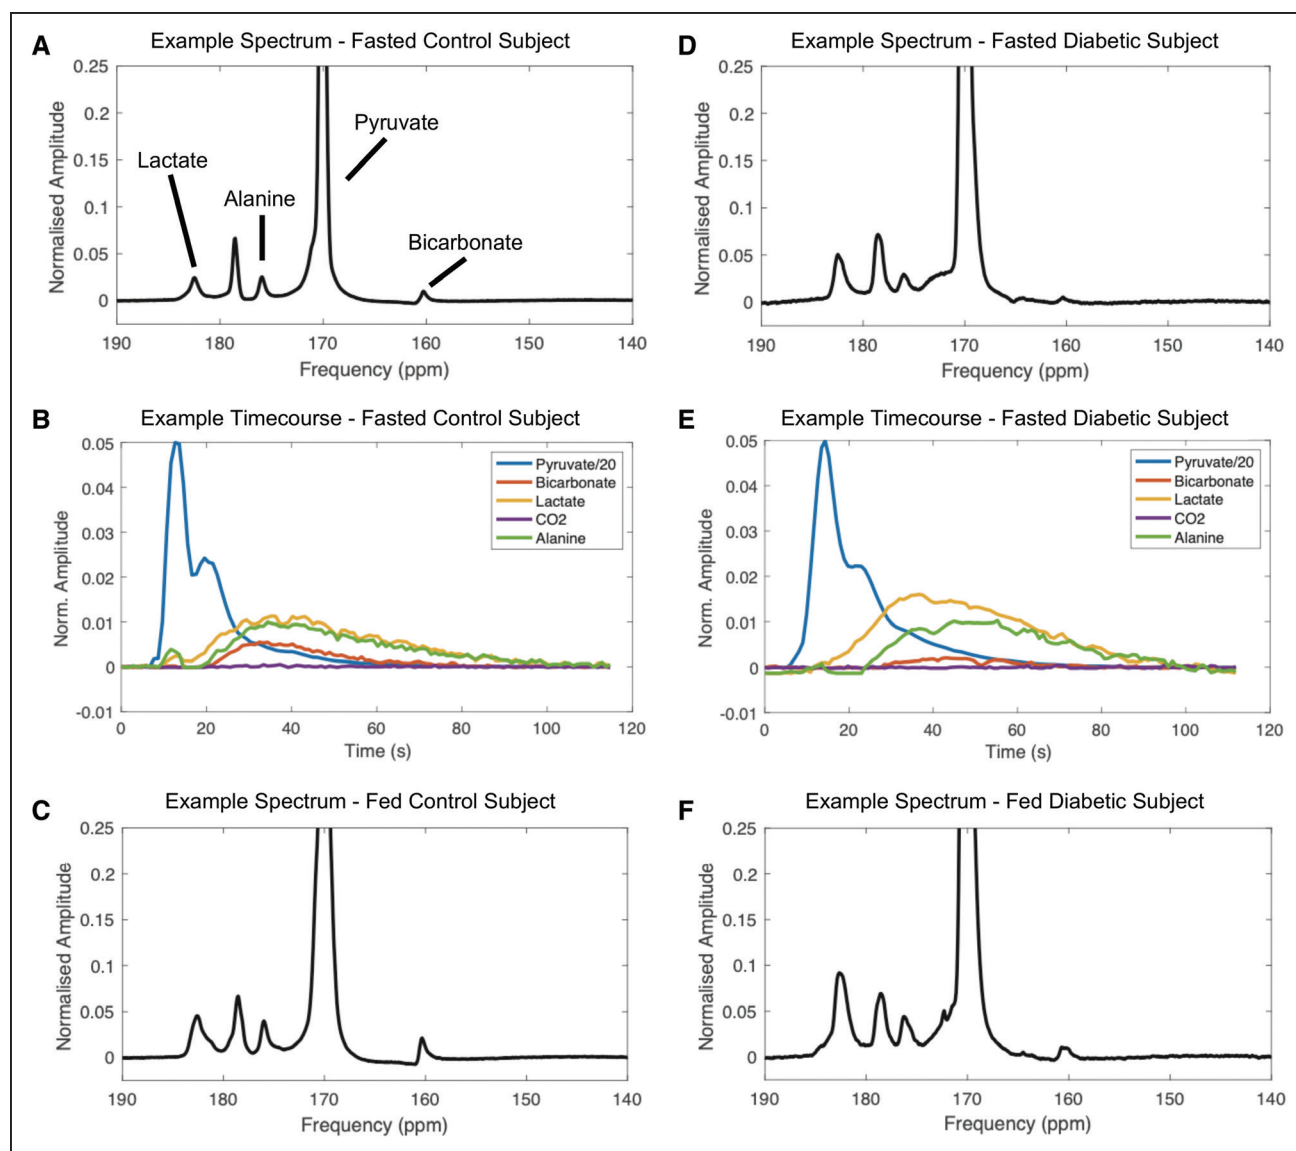 A
Example Spectrum - Fasted Control Subject
0.25
0.2
0.15
0.1
0.05
0
Normalised Amplitude
Lactate
Alanine
Pyruvate
Bicarbonate
190
180
170
160
150
140
Frequency (ppm)
D
Example Spectrum - Fasted Diabetic Subject
0.25
0.2
0.15
0.1
0.05
0
Normalised Amplitude
190
180
170
160
150
140
Frequency (ppm)
B
Example Timecourse - Fasted Control Subject
0.05
0.04
0.03
0.02
0.01
0
-0.01
Norm. Amplitude
Pyruvate/20
Bicarbonate
Lactate
CO2
Alanine
0
20
40
60
80
100
120
Time (s)
E
Example Timecourse - Fasted Diabetic Subject
0.05
0.04
0.03
0.02
0.01
0
-0.01
Norm. Amplitude
Pyruvate/20
Bicarbonate
Lactate
CO2
Alanine
0
20
40
60
80
100
120
Time (s)
C
Example Spectrum - Fed Control Subject
0.25
0.2
0.15
0.1
0.05
0
Normalised Amplitude
190
180
170
160
150
140
Frequency (ppm)
F
Example Spectrum - Fed Diabetic Subject
0.25
0.2
0.15
0.1
0.05
0
Normalised Amplitude
190
180
170
160
150
140
Frequency (ppm)